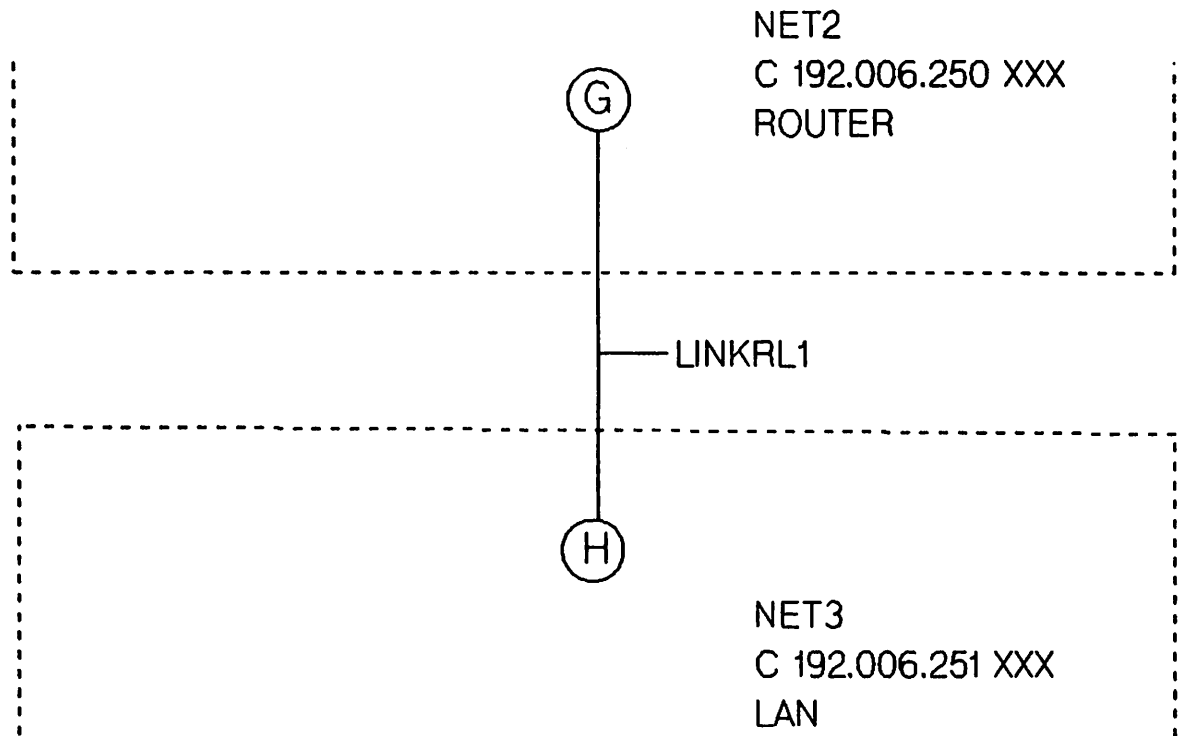 NET2
C 192.006.250 XXX
ROUTER
G
LINKRL1
H
NET3
C 192.006.251 XXX
LAN